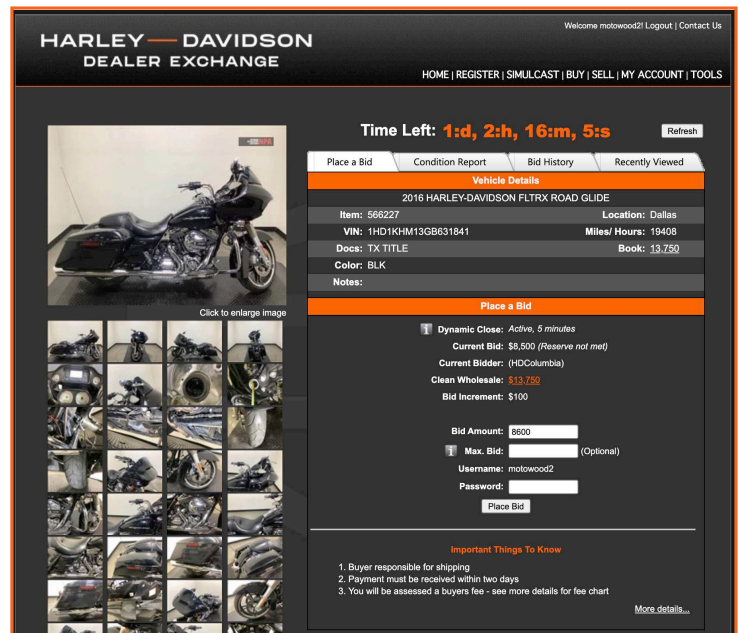 Welcome motowood2! Logout | Contact Us
HARLEY — DAVIDSON
DEALER EXCHANGE
HOME | REGISTER | SIMULCAST | BUY | SELL | MY ACCOUNT | TOOLS
Time Left: 1:d, 2:h, 16:m, 5:s
Refresh
Place a Bid Condition Report Bid History Recently Viewed
Vehicle Details
2016 HARLEY-DAVIDSON FLTRX ROAD GLIDE
Item: 566227 Location: Dallas
VIN: 1HD1KHM13GB631841 Miles/ Hours: 19408
Docs: TX TITLE Book: 13,750
Color: BLK
Notes:
Click to enlarge image
Place a Bid
Dynamic Close: Active, 5 minutes
Current Bid: $8,500 (Reserve not met)
Current Bidder: (HDColumbia)
Clean Wholesale: $13,750
Bid Increment: $100
Bid Amount: 8600
Max. Bid: (Optional)
Username: motowood2
Password:
Place Bid
Important Things To Know
1. Buyer responsible for shipping
2. Payment must be received within two days
3. You will be assessed a buyers fee - see more details for fee chart
More details...